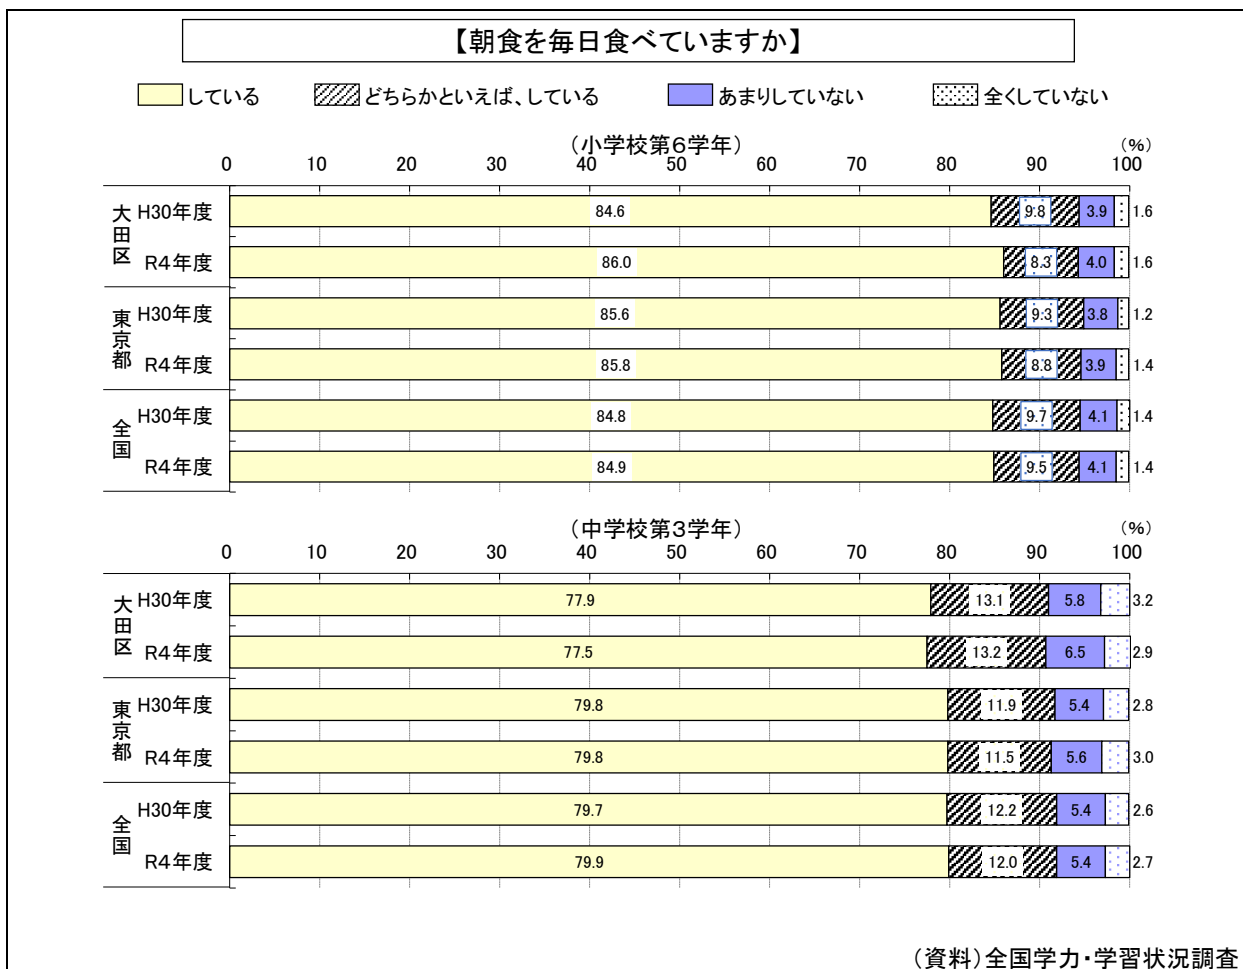 【朝食を毎日食べていますか】
している　どちらかといえば、している　あまりしていない　全くしていない
（小学校第6学年）　（%）
0 10 20 30 40 50 60 70 80 90 100
大田区
H30年度 84.6 9.8 3.9 1.6
R4年度 86.0 8.3 4.0 1.6
東京都
H30年度 85.6 9.3 3.8 1.2
R4年度 85.8 8.8 3.9 1.4
全国
H30年度 84.8 9.7 4.1 1.4
R4年度 84.9 9.5 4.1 1.4
（中学校第3学年）　（%）
0 10 20 30 40 50 60 70 80 90 100
大田区
H30年度 77.9 13.1 5.8 3.2
R4年度 77.5 13.2 6.5 2.9
東京都
H30年度 79.8 11.9 5.4 2.8
R4年度 79.8 11.5 5.6 3.0
全国
H30年度 79.7 12.2 5.4 2.6
R4年度 79.9 12.0 5.4 2.7
（資料）全国学力・学習状況調査